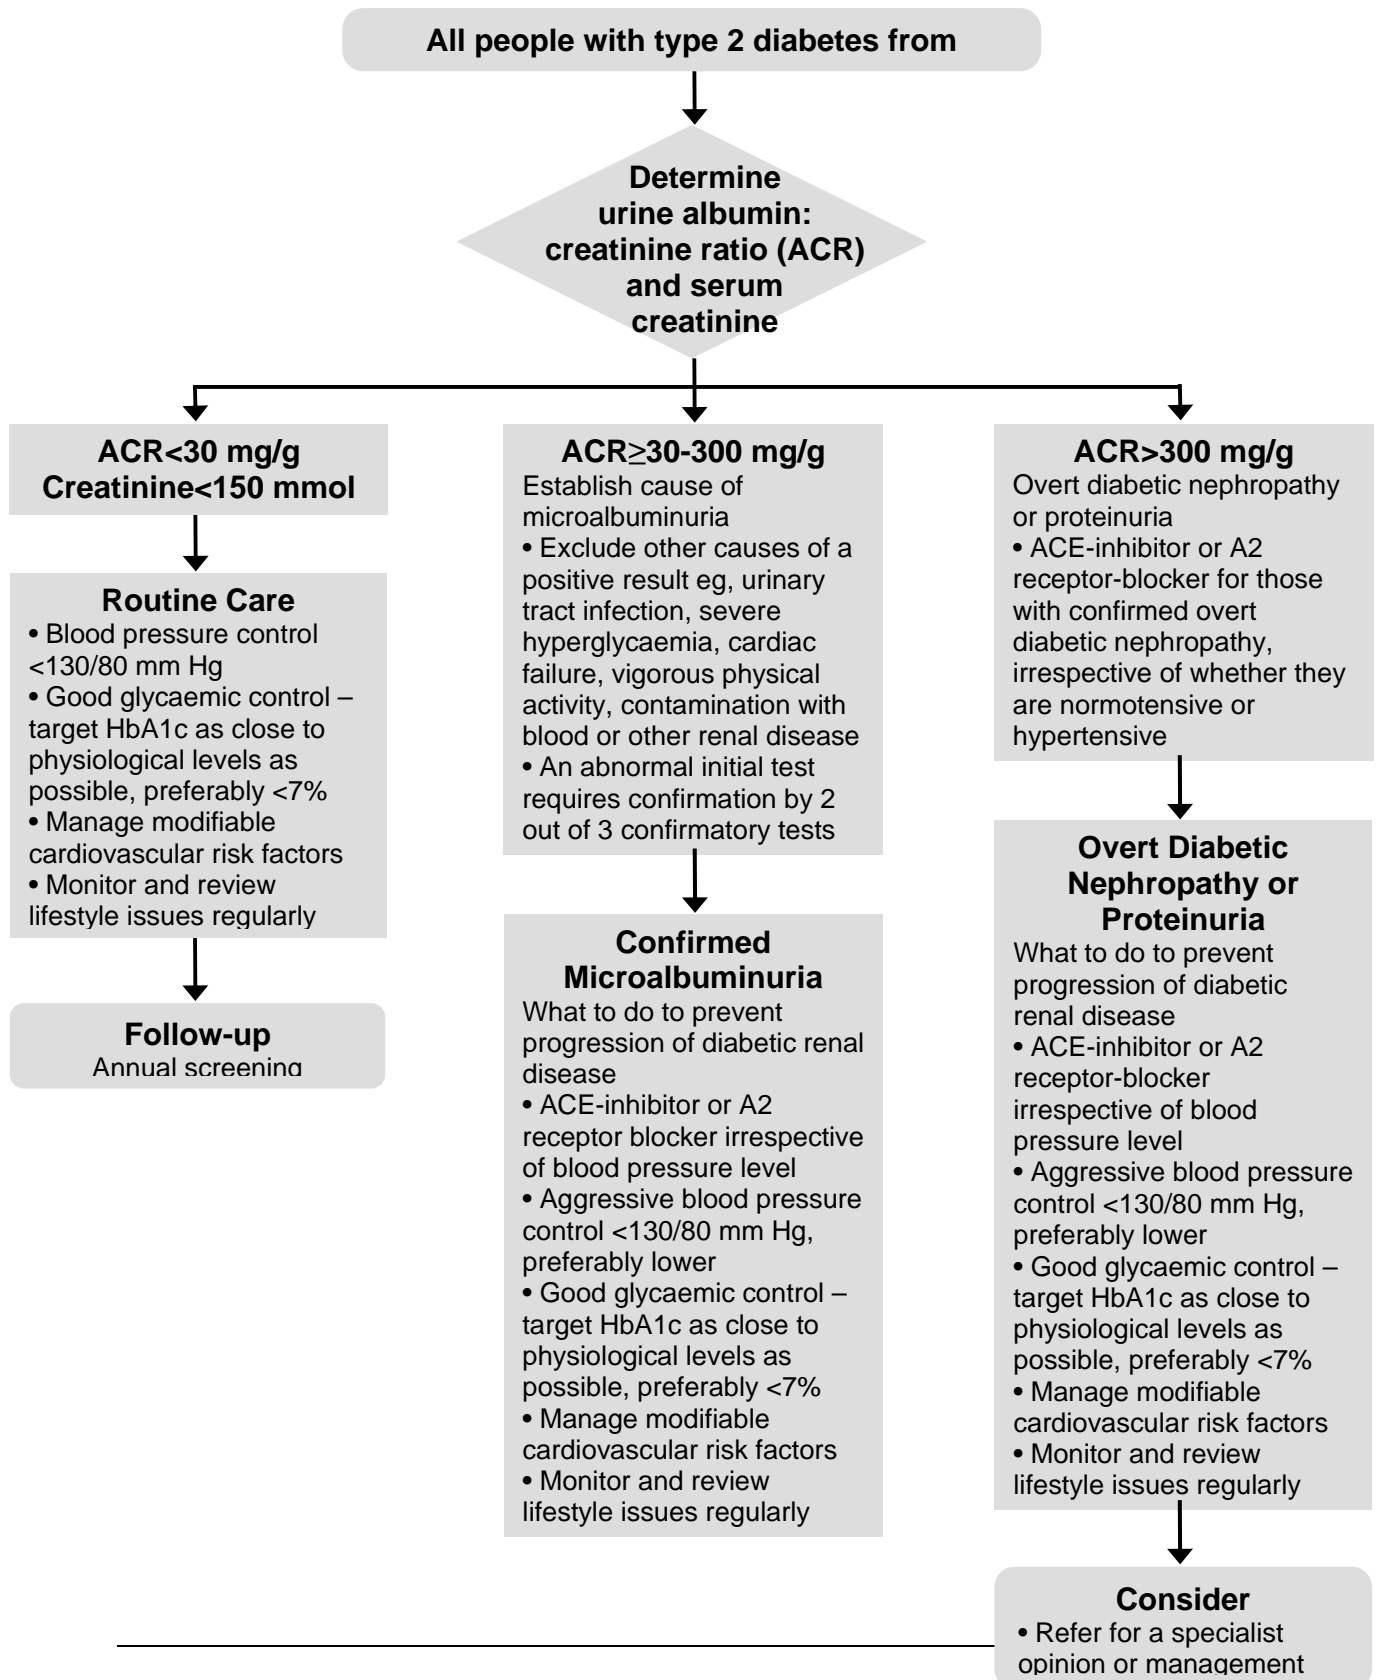 All people with type 2 diabetes from
Determine
urine albumin:
creatinine ratio (ACR)
and serum
creatinine
ACR<30 mg/g
Creatinine<150 mmol
Routine Care
• Blood pressure control
<130/80 mm Hg
• Good glycaemic control –
target HbA1c as close to
physiological levels as
possible, preferably <7%
• Manage modifiable
cardiovascular risk factors
• Monitor and review
lifestyle issues regularly
Follow-up
Annual screening
ACR≥30-300 mg/g
Establish cause of
microalbuminuria
• Exclude other causes of a
positive result eg, urinary
tract infection, severe
hyperglycaemia, cardiac
failure, vigorous physical
activity, contamination with
blood or other renal disease
• An abnormal initial test
requires confirmation by 2
out of 3 confirmatory tests
Confirmed
Microalbuminuria
What to do to prevent
progression of diabetic renal
disease
• ACE-inhibitor or A2
receptor blocker irrespective
of blood pressure level
• Aggressive blood pressure
control <130/80 mm Hg,
preferably lower
• Good glycaemic control –
target HbA1c as close to
physiological levels as
possible, preferably <7%
• Manage modifiable
cardiovascular risk factors
• Monitor and review
lifestyle issues regularly
ACR>300 mg/g
Overt diabetic nephropathy
or proteinuria
• ACE-inhibitor or A2
receptor-blocker for those
with confirmed overt
diabetic nephropathy,
irrespective of whether they
are normotensive or
hypertensive
Overt Diabetic
Nephropathy or
Proteinuria
What to do to prevent
progression of diabetic
renal disease
• ACE-inhibitor or A2
receptor-blocker
irrespective of blood
pressure level
• Aggressive blood pressure
control <130/80 mm Hg,
preferably lower
• Good glycaemic control –
target HbA1c as close to
physiological levels as
possible, preferably <7%
• Manage modifiable
cardiovascular risk factors
• Monitor and review
lifestyle issues regularly
Consider
• Refer for a specialist
opinion or management